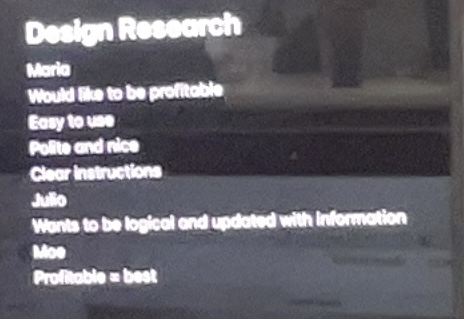 Design Research
Maria
Would like to be profitable
Easy to use
Polite and nice
Clear instructions
Julio
Wants to be logical and updated with information
Moe
Profitable = best